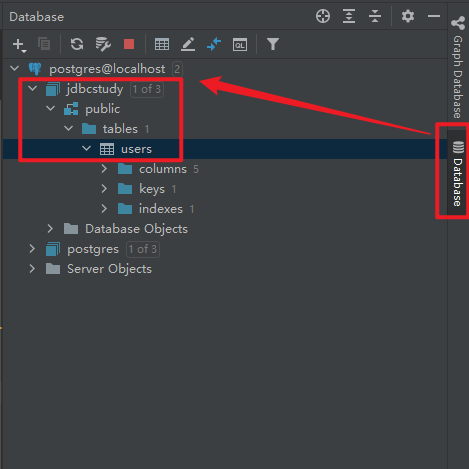 Database
postgres@localhost 2
jdbcstudy 1 of 3
public
tables 1
users
columns 5
keys 1
indexes 1
Database Objects
postgres 1 of 3
Server Objects
QL
Graph Database
Database